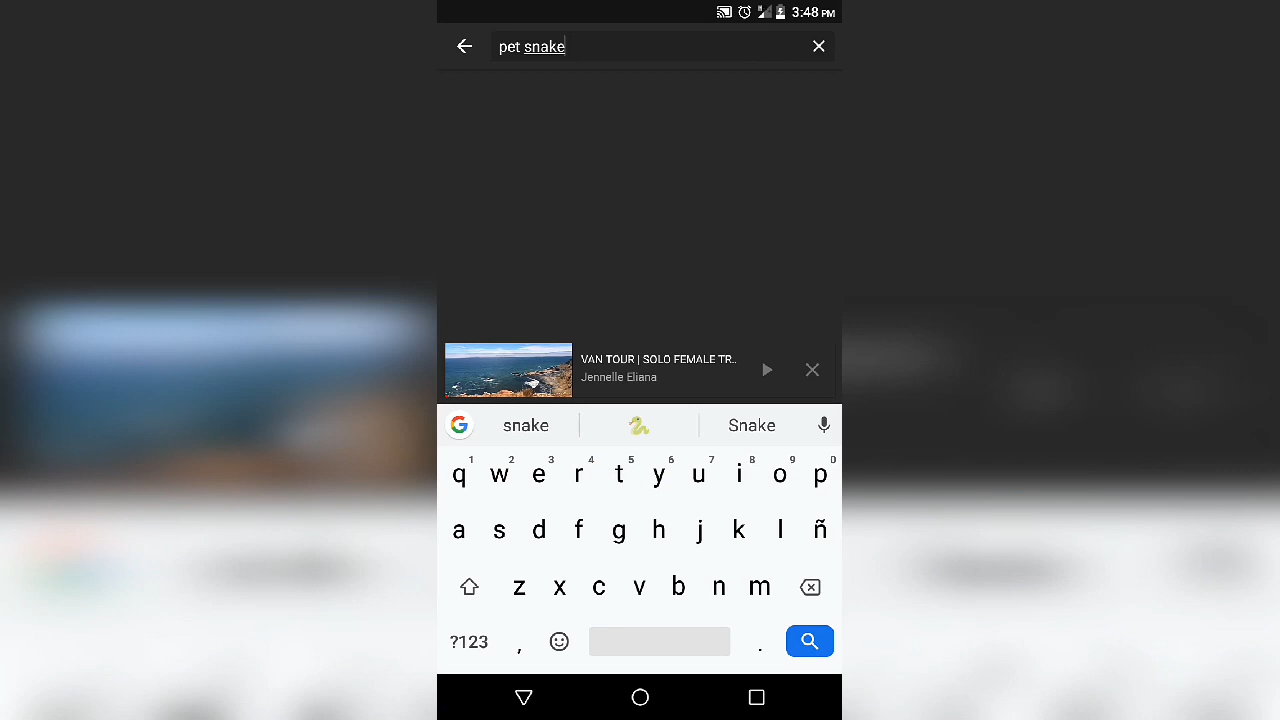 3:48 PM
pet snake
VAN TOUR | SOLO FEMALE TR..
Jennelle Eliana
snake Snake
1 2 3 4 5 6 7 8 9 0
q w e r t y u i o p
a s d f g h j k l ñ
z x c v b n m
?123 , .